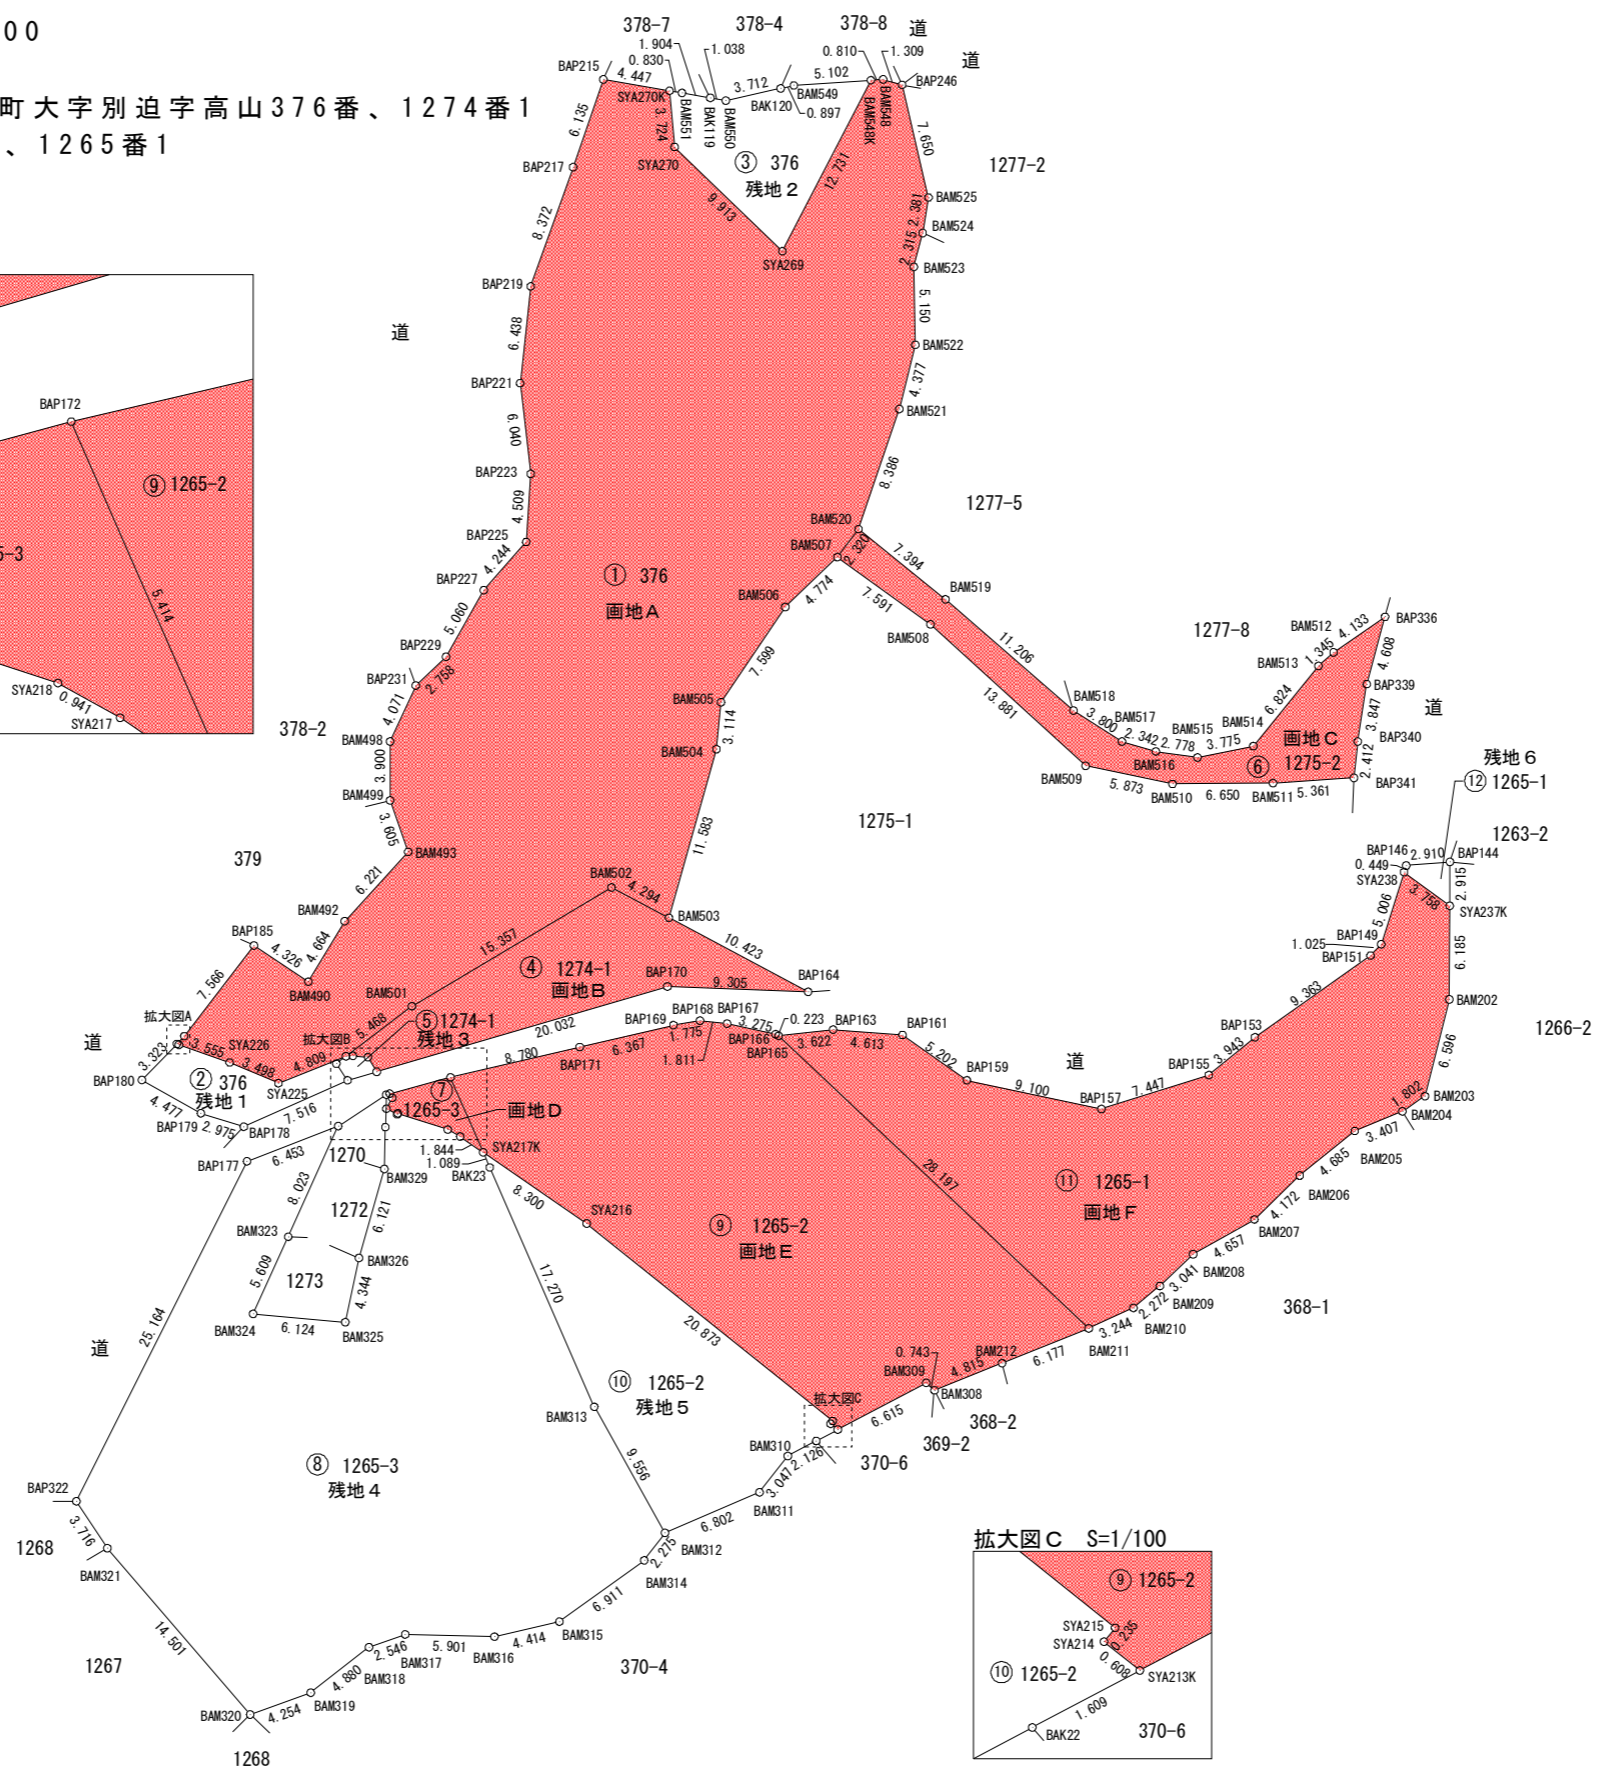 00
町大字別迫字高山376番、1274番1
、1265番1
378-7
378-4
378-8
道
道
1.904
0.830
1.038
0.810
1.309
BAP215
4.447
SYA270K
BAM551
BAK119
BAM550
3.712
BAK120
BAM549
0.897
5.102
BAM548K
BAM548
BAP246
6.135
3.724
SYA270
③ 376
残地2
12.731
7.650
1277-2
BAP217
9.913
SYA269
BAM525
2.381
BAM524
2.315
BAM523
8.372
BAP219
5.150
道
6.438
BAM522
4.377
BAP221
BAM521
6.040
8.386
BAP223
4.509
BAP225
BAM520
1277-5
BAM507
2.320
4.244
BAP227
① 376
画地A
BAM506
4.774
7.394
BAM519
7.591
BAM508
5.060
BAP229
2.758
BAP231
7.599
11.206
1277-8
BAM512
4.133
BAP336
1.345
BAM513
4.608
4.071
BAM505
BAP339
378-2
BAM498
3.114
13.881
BAM518
3.800
BAM517
2.342
BAM516
2.778
BAM515
3.775
BAM514
6.824
画地C
⑥ 1275-2
3.847
道
BAP340
2.412
BAP341
3.900
BAM504
BAM509
5.873
BAM510
6.650
BAM511
5.361
残地6
⑫ 1265-1
BAM499
3.605
11.583
1275-1
1263-2
379
BAM493
BAP146
2.910
BAP144
0.449
SYA238
3.758
2.915
SYA237K
6.221
BAM502
4.294
BAM503
BAM492
5.006
BAP149
1.025
BAP151
BAP185
4.326
4.664
15.357
10.423
6.185
BAM490
7.566
④ 1274-1
画地B
BAP170
9.305
BAP164
9.363
BAM202
BAM501
拡大図A
拡大図B
5.468
⑤ 1274-1
残地3
20.032
BAP169
BAP168
BAP167
3.275
0.223
BAP163
BAP161
BAP153
1266-2
道
3.323
3.555
SYA226
3.498
4.809
8.780
6.367
1.775
1.811
BAP166
BAP165
3.622
4.613
5.202
BAP159
道
BAP155
3.943
6.596
BAP180
② 376
残地1
SYA225
BAP171
9.100
BAP157
7.447
1.802
BAM203
BAM204
4.477
BAP179
2.975
BAP178
7.516
⑦
1265-3
画地D
3.407
BAM205
BAP177
6.453
1270
1.844
SYA217K
1.089
BAK23
28.197
4.685
BAM206
BAM329
8.023
1272
6.121
8.300
SYA216
⑨ 1265-2
画地E
⑪ 1265-1
画地F
4.172
BAM207
BAM323
BAM326
4.657
BAM208
5.609
1273
4.344
17.270
3.041
BAM209
BAM324
6.124
BAM325
2.272
BAM210
368-1
25.164
道
20.873
3.244
BAM211
0.743
BAM212
6.177
BAM309
4.815
BAM308
⑩ 1265-2
残地5
BAM313
拡大図C
6.615
368-2
369-2
9.556
BAM310
2.126
370-6
⑧ 1265-3
残地4
3.047
BAM311
BAP322
6.802
3.716
BAM312
1268
BAM321
2.275
BAM314
6.911
14.501
BAM315
4.414
BAM316
5.901
BAM317
2.546
BAM318
1267
370-4
4.880
BAM319
BAM320
4.254
1268
BAP172
⑨ 1265-2
5-3
5.414
SYA218
0.941
SYA217
拡大図C S=1/100
⑨ 1265-2
SYA215
SYA214
0.235
0.608
⑩ 1265-2
SYA213K
1.609
BAK22
370-6